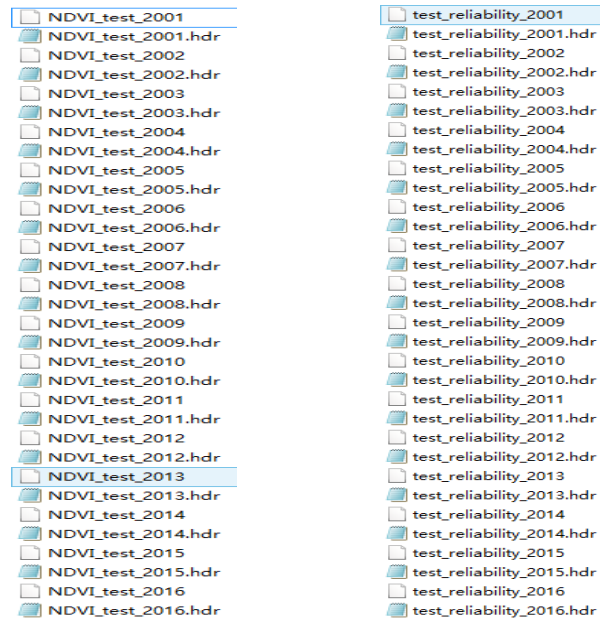 NDVI_test_2001
NDVI_test_2001.hdr
NDVI_test_2002
NDVI_test_2002.hdr
NDVI_test_2003
NDVI_test_2003.hdr
NDVI_test_2004
NDVI_test_2004.hdr
NDVI_test_2005
NDVI_test_2005.hdr
NDVI_test_2006
NDVI_test_2006.hdr
NDVI_test_2007
NDVI_test_2007.hdr
NDVI_test_2008
NDVI_test_2008.hdr
NDVI_test_2009
NDVI_test_2009.hdr
NDVI_test_2010
NDVI_test_2010.hdr
NDVI_test_2011
NDVI_test_2011.hdr
NDVI_test_2012
NDVI_test_2012.hdr
NDVI_test_2013
NDVI_test_2013.hdr
NDVI_test_2014
NDVI_test_2014.hdr
NDVI_test_2015
NDVI_test_2015.hdr
NDVI_test_2016
NDVI_test_2016.hdr
test_reliability_2001
test_reliability_2001.hdr
test_reliability_2002
test_reliability_2002.hdr
test_reliability_2003
test_reliability_2003.hdr
test_reliability_2004
test_reliability_2004.hdr
test_reliability_2005
test_reliability_2005.hdr
test_reliability_2006
test_reliability_2006.hdr
test_reliability_2007
test_reliability_2007.hdr
test_reliability_2008
test_reliability_2008.hdr
test_reliability_2009
test_reliability_2009.hdr
test_reliability_2010
test_reliability_2010.hdr
test_reliability_2011
test_reliability_2011.hdr
test_reliability_2012
test_reliability_2012.hdr
test_reliability_2013
test_reliability_2013.hdr
test_reliability_2014
test_reliability_2014.hdr
test_reliability_2015
test_reliability_2015.hdr
test_reliability_2016
test_reliability_2016.hdr